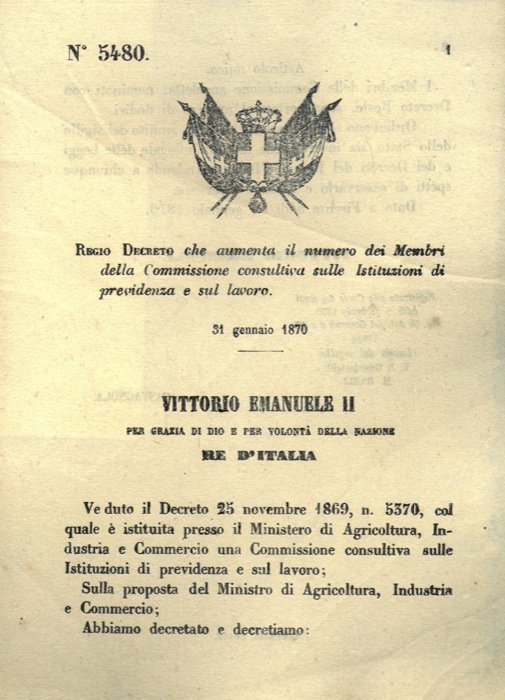 N° 5480.
1
REGIO DECRETO che aumenta il numero dei Membri
della Commissione consultiva sulle Istituzioni di
previdenza e sul lavoro.
31 gennaio 1870
VITTORIO EMANUELE II
PER GRAZIA DI DIO E PER VOLONTÀ DELLA NAZIONE
RE D'ITALIA
Veduto il Decreto 25 novembre 1869, n. 5370, col
quale è istituita presso il Ministero di Agricoltura, In-
dustria e Commercio una Commissione consultiva sulle
Istituzioni di previdenza e sul lavoro;
Sulla proposta del Ministro di Agricoltura, Industria
e Commercio;
Abbiamo decretato e decretiamo: